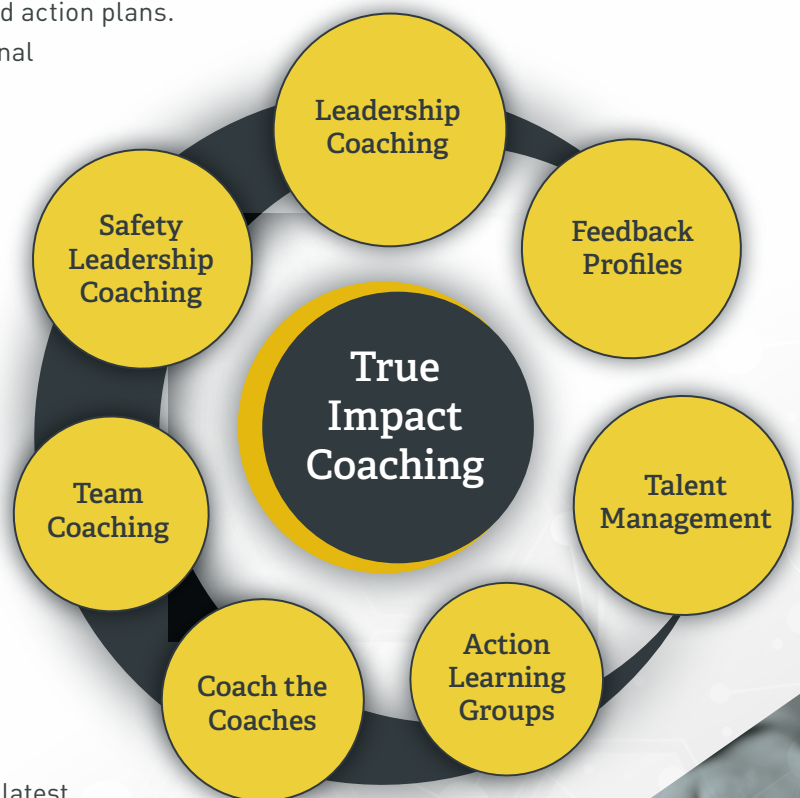 d action plans.
nal
Leadership
Coaching
Feedback
Profiles
Safety
Leadership
Coaching
True
Impact
Coaching
Talent
Management
Team
Coaching
Action
Learning
Groups
Coach the
Coaches
latest